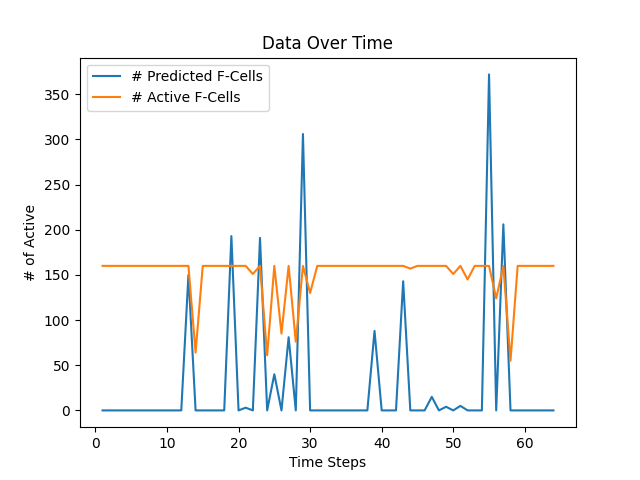 Data Over Time
# Predicted F-Cells
# Active F-Cells
# of Active
350
300
250
200
150
100
50
0
0 10 20 30 40 50 60
Time Steps